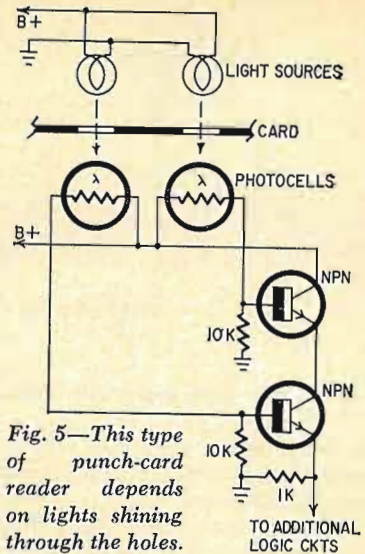 B+
LIGHT SOURCES
CARD
λ
λ
PHOTOCELLS
B+
NPN
10K
NPN
10K
1K
Fig. 5—This type
of punch-card
reader depends
on lights shining
through the holes.
TO ADDITIONAL
LOGIC CKTS